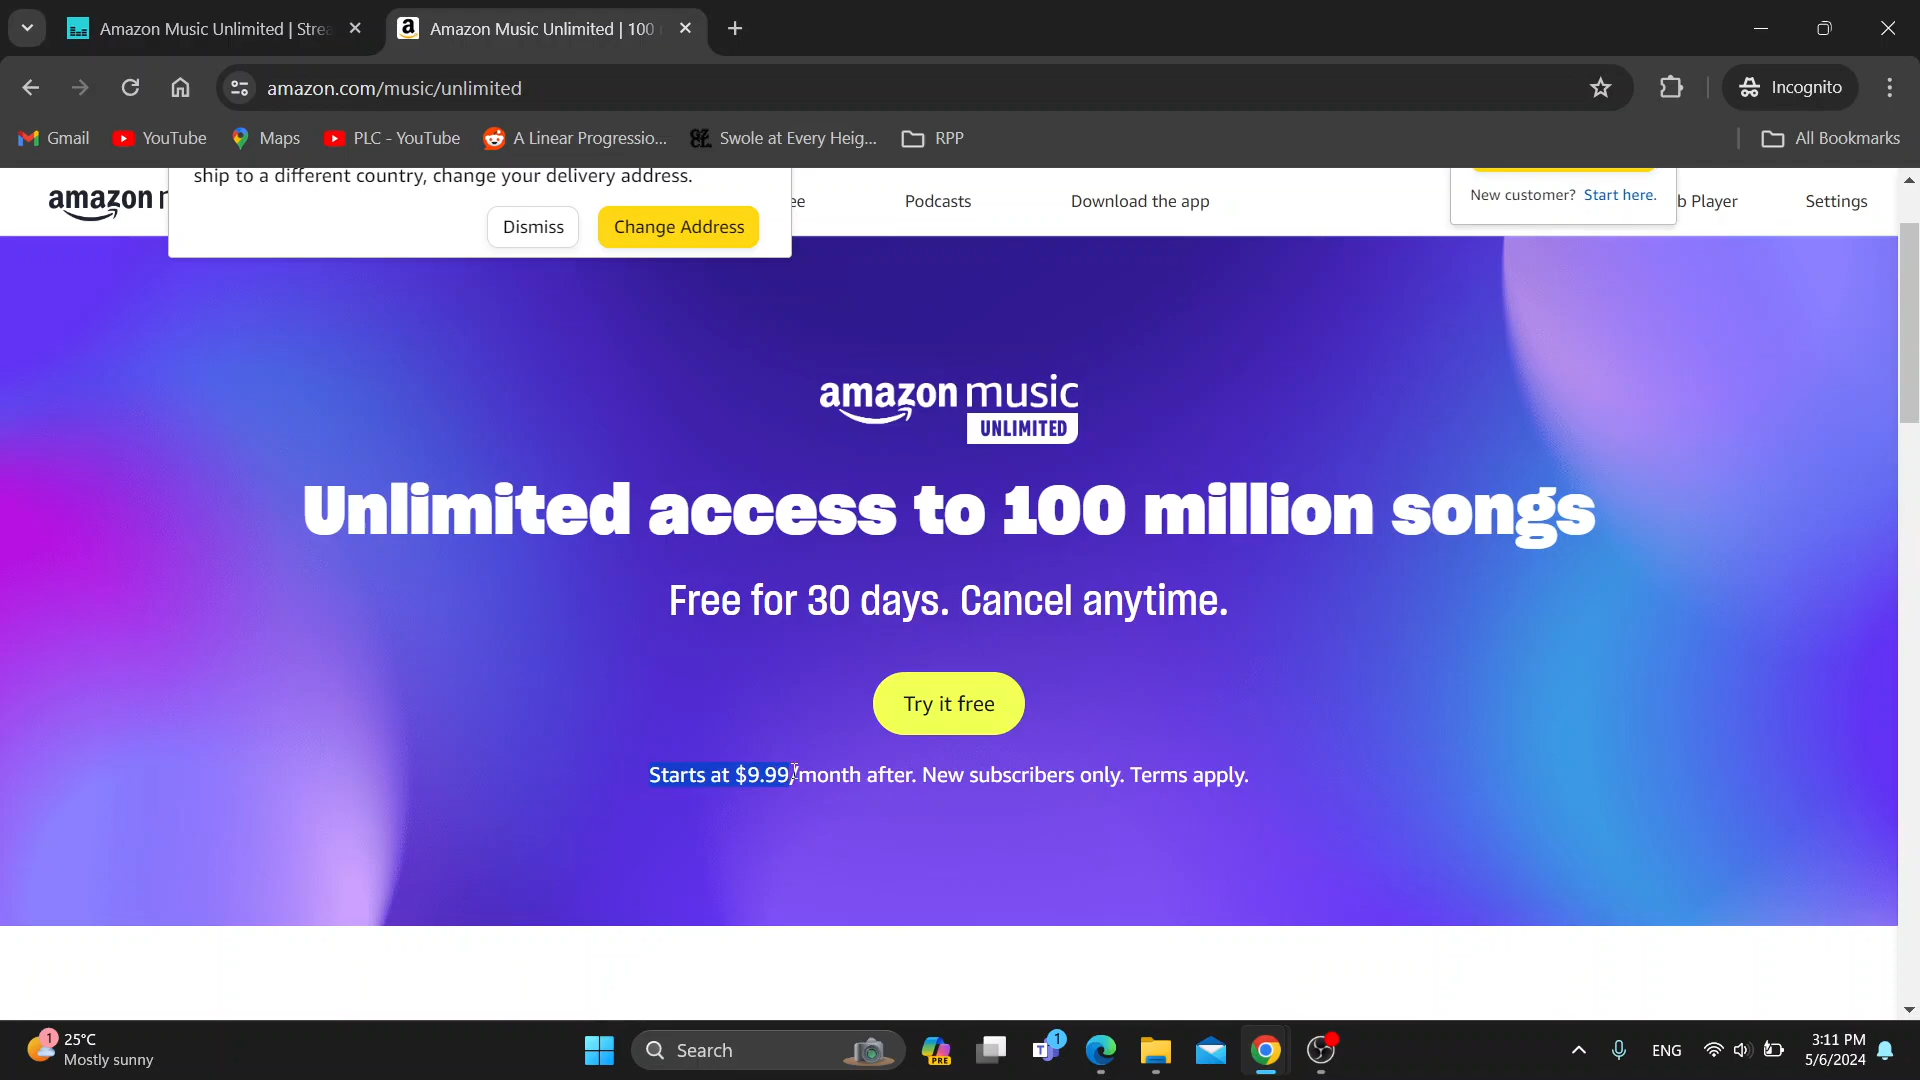 Amazon Music Unlimited | Strea
Amazon Music Unlimited | 100
amazon.com/music/unlimited
Incognito
Gmail
YouTube
Maps
PLC - YouTube
A Linear Progressio...
Swole at Every Heig...
RPP
All Bookmarks
ship to a different country, change your delivery address.
Dismiss
Change Address
amazon
ee
Podcasts
Download the app
New customer? Start here.
b Player
Settings
amazon music
UNLIMITED
Unlimited access to 100 million songs
Free for 30 days. Cancel anytime.
Try it free
Starts at $9.99/month after. New subscribers only. Terms apply.
1
25°C
Mostly sunny
Search
PRE
1
ENG
3:11 PM
5/6/2024